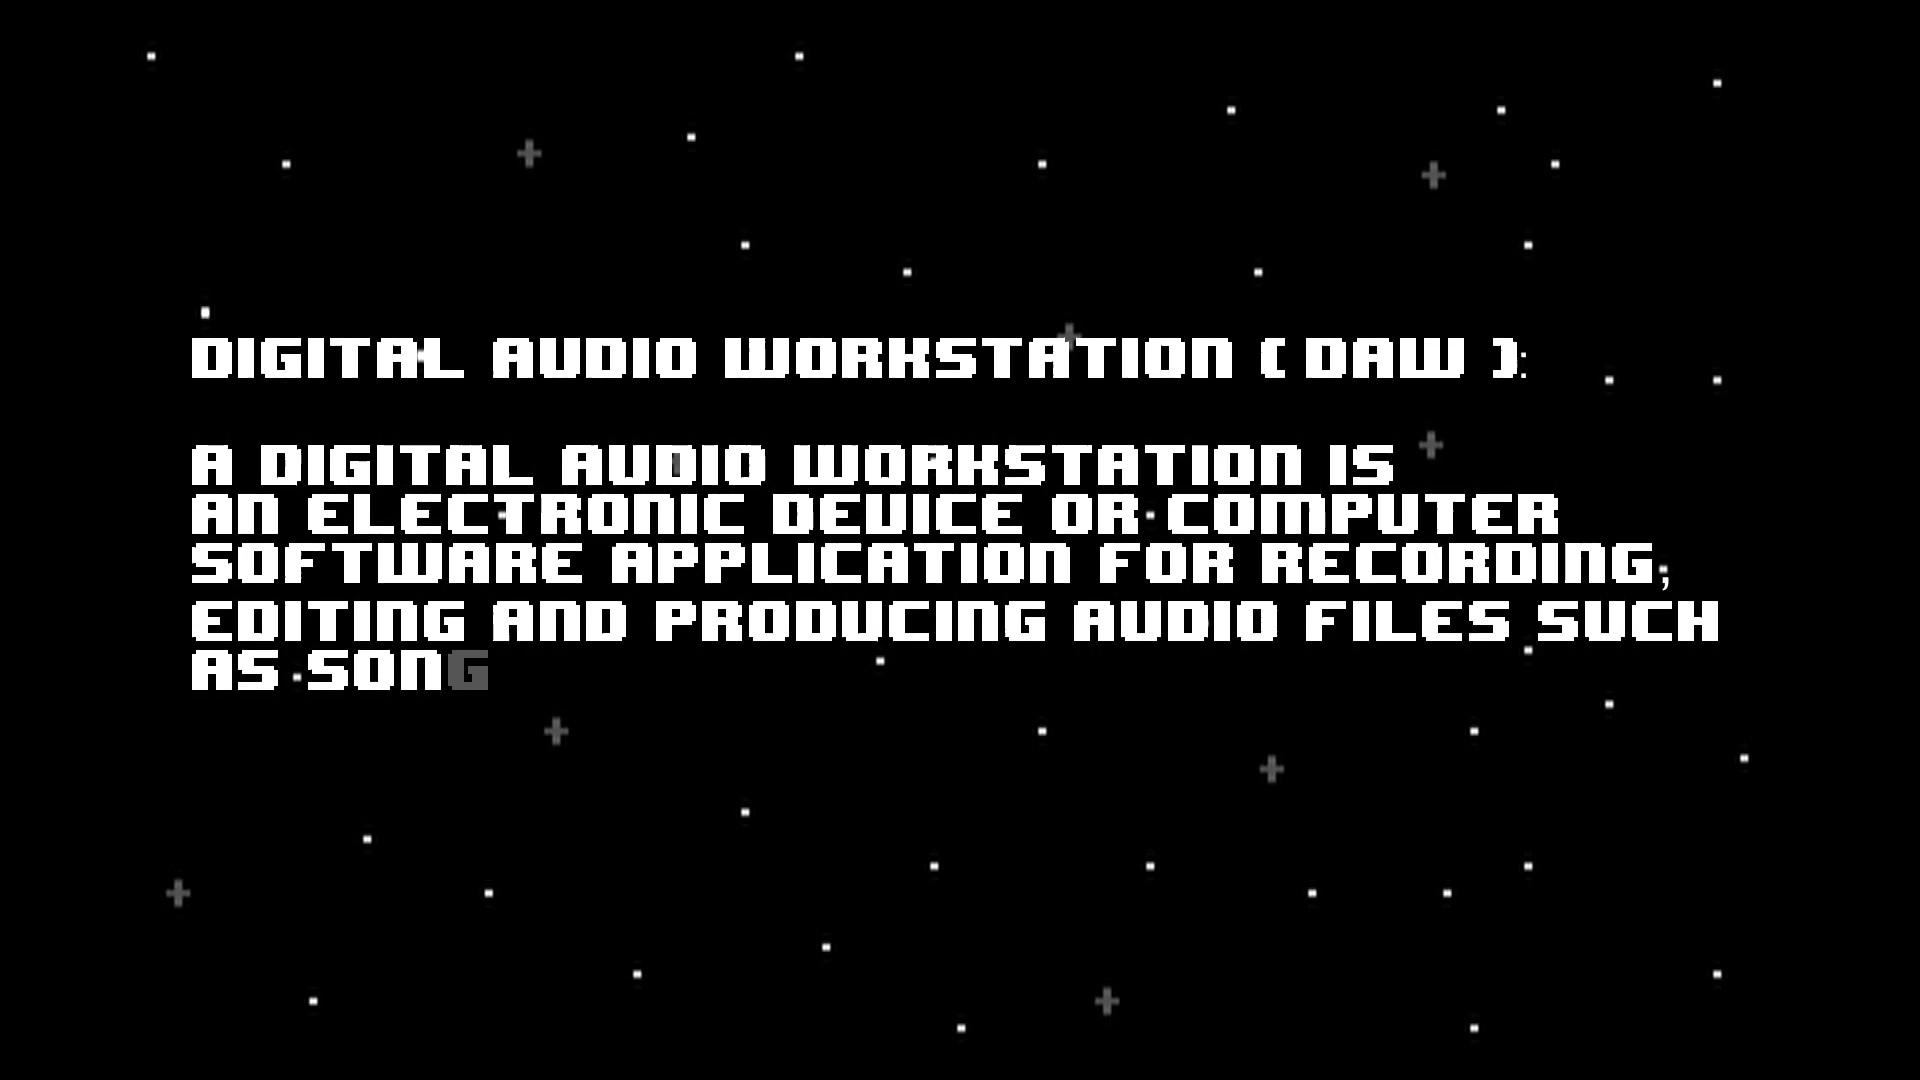 DIGITAL AUDIO WORKSTATION ( DAW ):
A DIGITAL AUDIO WORKSTATION IS
AN ELECTRONIC DEVICE OR COMPUTER
SOFTWARE APPLICATION FOR RECORDING,
EDITING AND PRODUCING AUDIO FILES SUCH
AS SONG